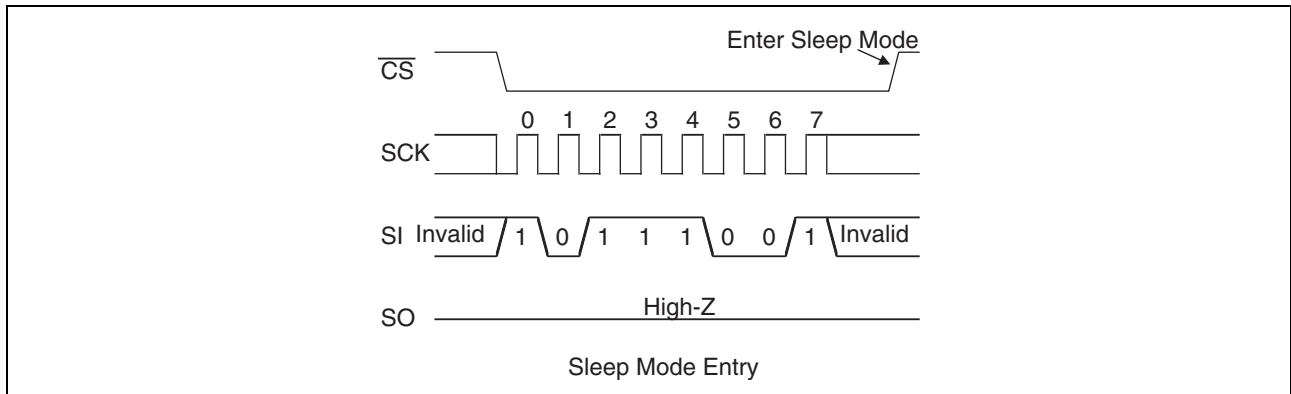 Enter Sleep Mode
CS
0 1 2 3 4 5 6 7
SCK
SI Invalid 1 0 1 1 1 0 0 1 Invalid
High-Z
SO
Sleep Mode Entry